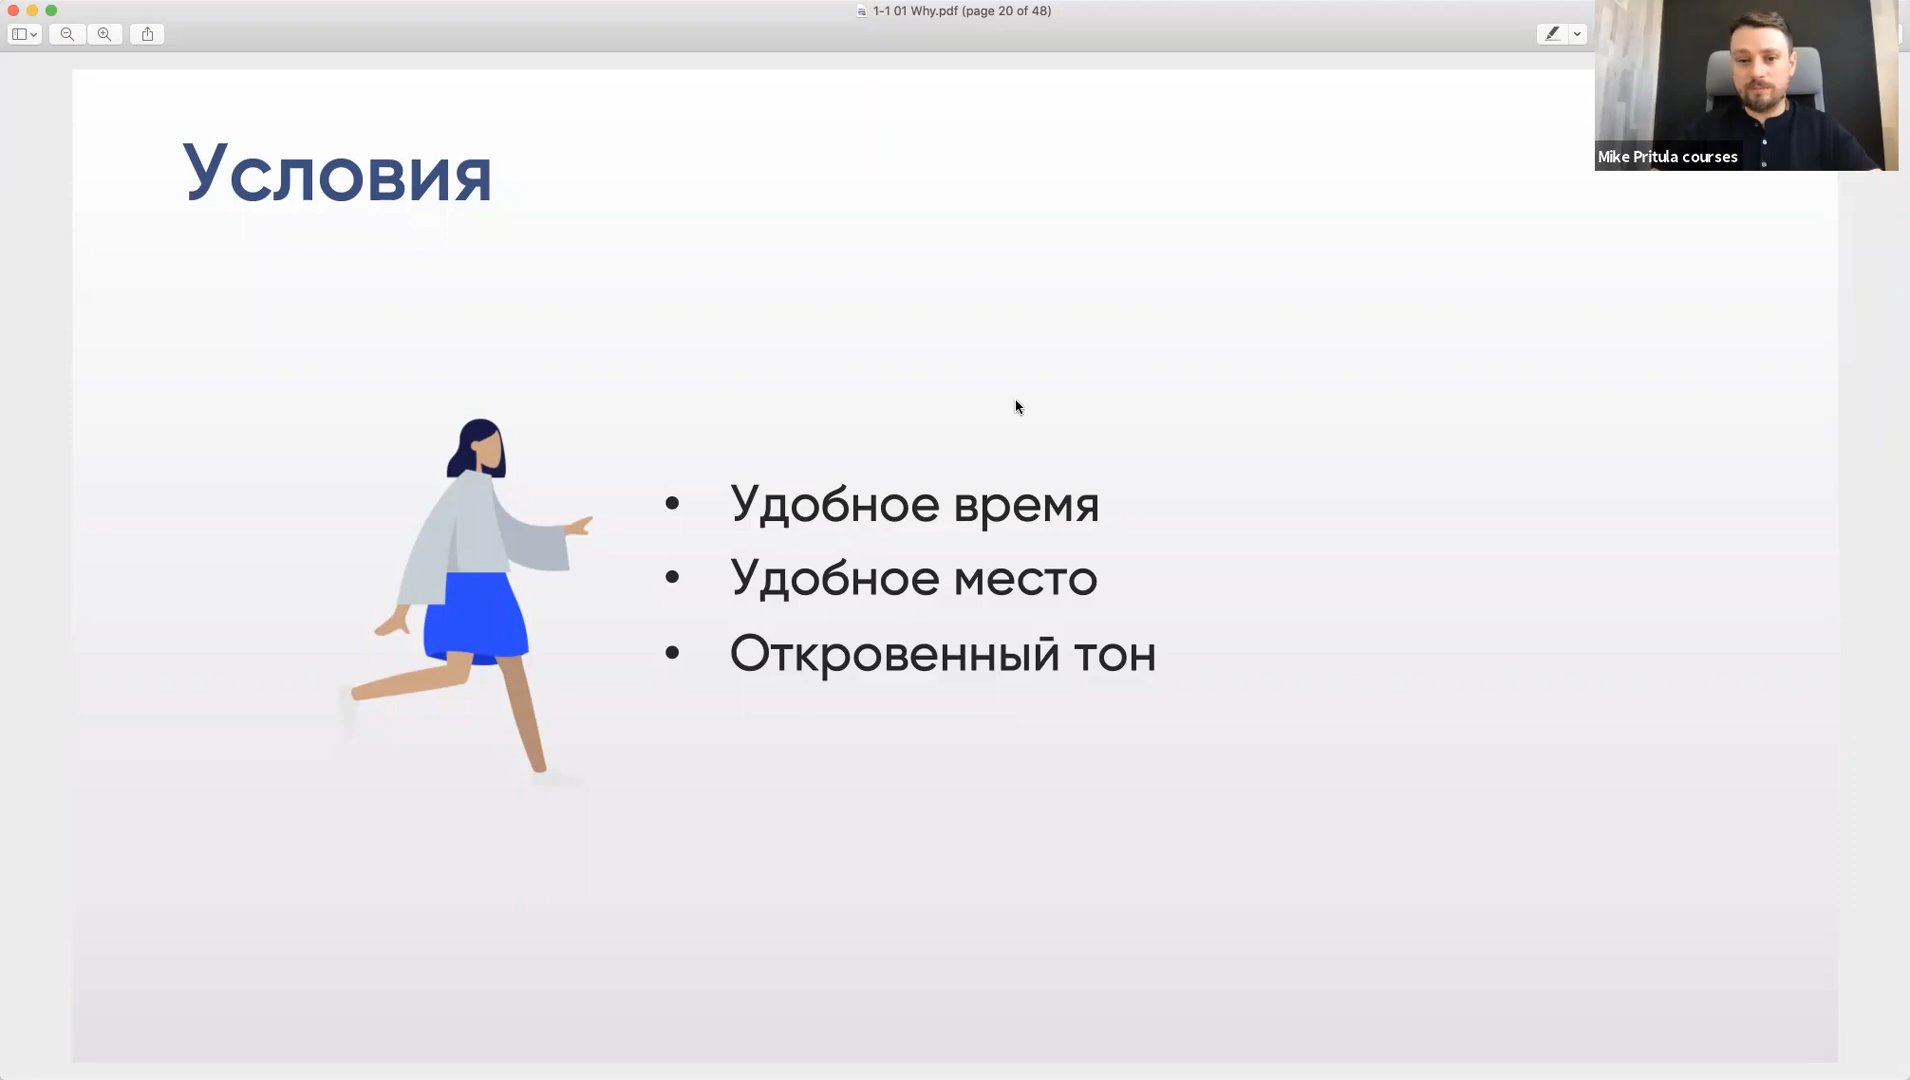 1-1 01 Why.pdf (page 20 of 48)
Mike Pritula courses
Условия
• Удобное время
• Удобное место
• Откровенный тон